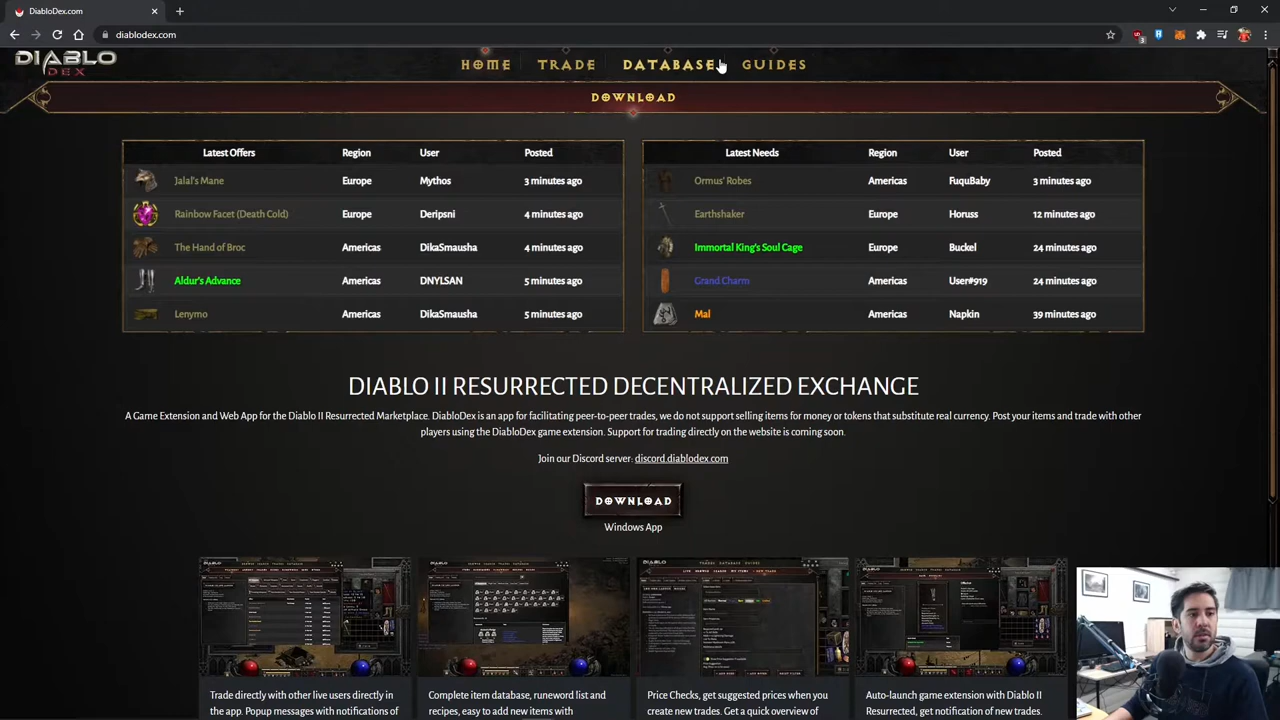 DiabloDex.com
diablodex.com
3
DIABLO
DEX
HOME
TRADE
DATABASE
GUIDES
DOWNLOAD
Latest Offers Region User Posted
Jalal's Mane Europe Mythos 3 minutes ago
Rainbow Facet (Death Cold) Europe Deripsni 4 minutes ago
The Hand of Broc Americas DikaSmausha 4 minutes ago
Aldur's Advance Americas DNYLSAN 5 minutes ago
Lenymo Americas DikaSmausha 5 minutes ago
Latest Needs Region User Posted
Ormus' Robes Americas FuquBaby 3 minutes ago
Earthshaker Europe Horuss 12 minutes ago
Immortal King's Soul Cage Europe Buckel 24 minutes ago
Grand Charm Americas User#919 24 minutes ago
Mal Americas Napkin 39 minutes ago
DIABLO II RESURRECTED DECENTRALIZED EXCHANGE
A Game Extension and Web App for the Diablo II Resurrected Marketplace. DiabloDex is an app for facilitating peer-to-peer trades, we do not support selling items for money or tokens that substitute real currency. Post your items and trade with other
players using the DiabloDex game extension. Support for trading directly on the website is coming soon.
Join our Discord server: discord.diablodex.com
DOWNLOAD
Windows App
Trade directly with other live users directly in
the app. Popup messages with notifications of
Complete item database, runeword list and
recipes, easy to add new items with
Price Checks, get suggested prices when you
create new trades. Get a quick overview of
Auto-launch game extension with Diablo II
Resurrected, get notification of new trades.